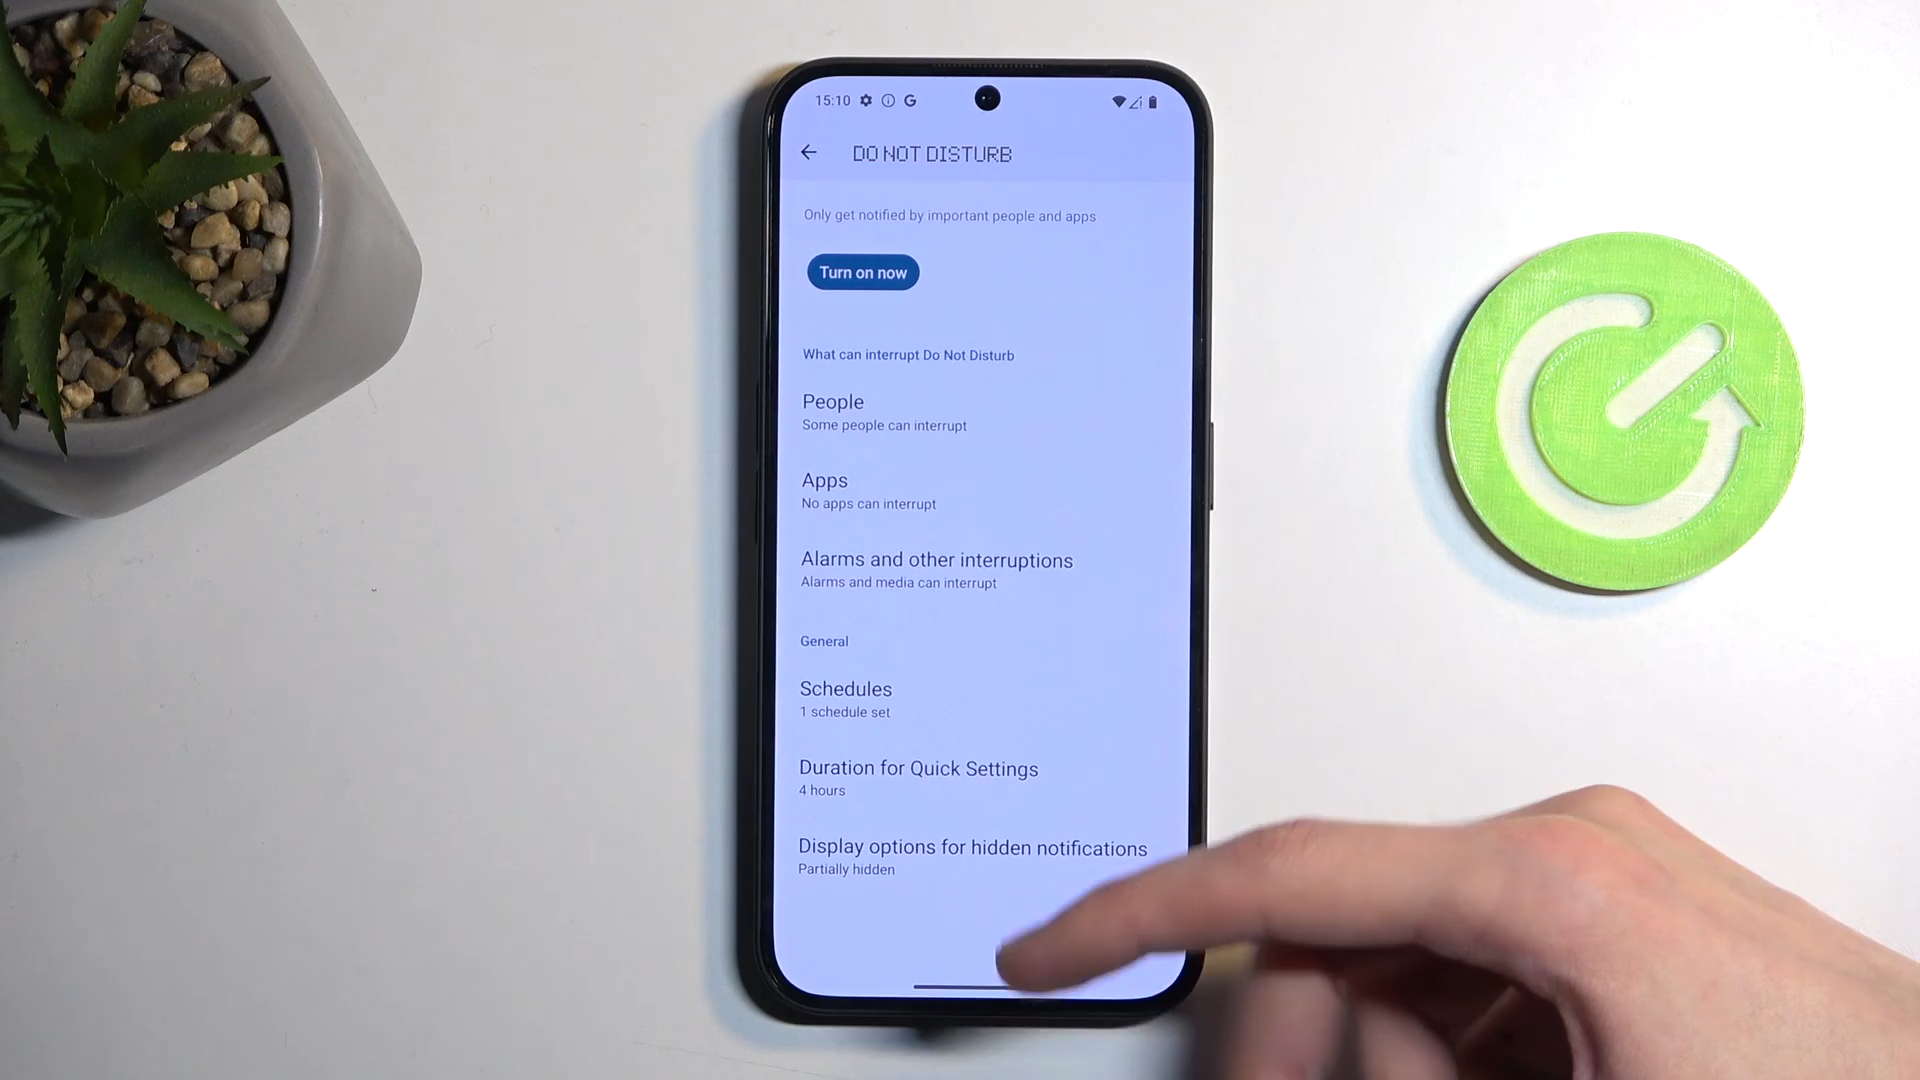 15:10
DO NOT DISTURB
Only get notified by important people and apps
Turn on now
What can interrupt Do Not Disturb
People
Some people can interrupt
Apps
No apps can interrupt
Alarms and other interruptions
Alarms and media can interrupt
General
Schedules
1 schedule set
Duration for Quick Settings
4 hours
Display options for hidden notifications
Partially hidden